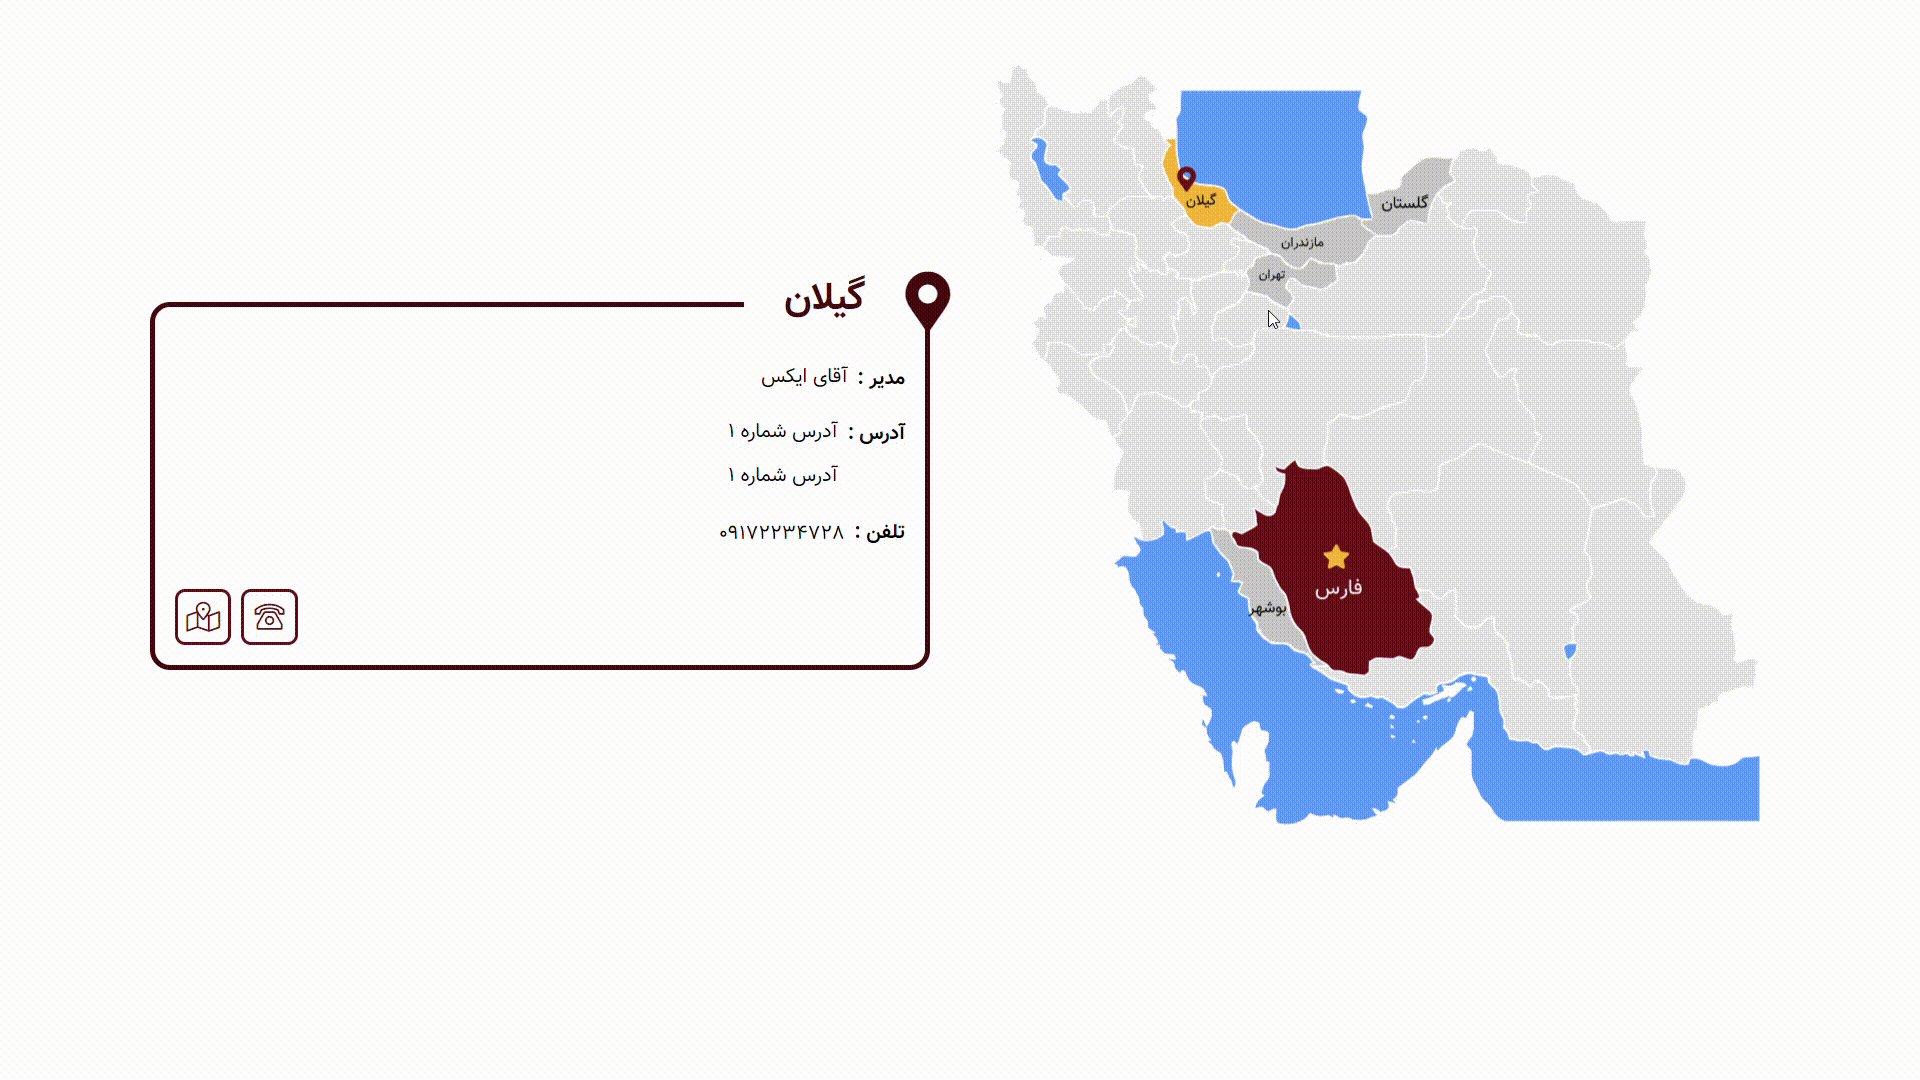 گیلان
مدیر : آقای ایکس
آدرس : آدرس شماره ۱
آدرس شماره ۱
تلفن : ۰۹۱۷۲۲۳۴۷۲۸
گیلان
گلستان
مازندران
تهران
فارس
بوشهر